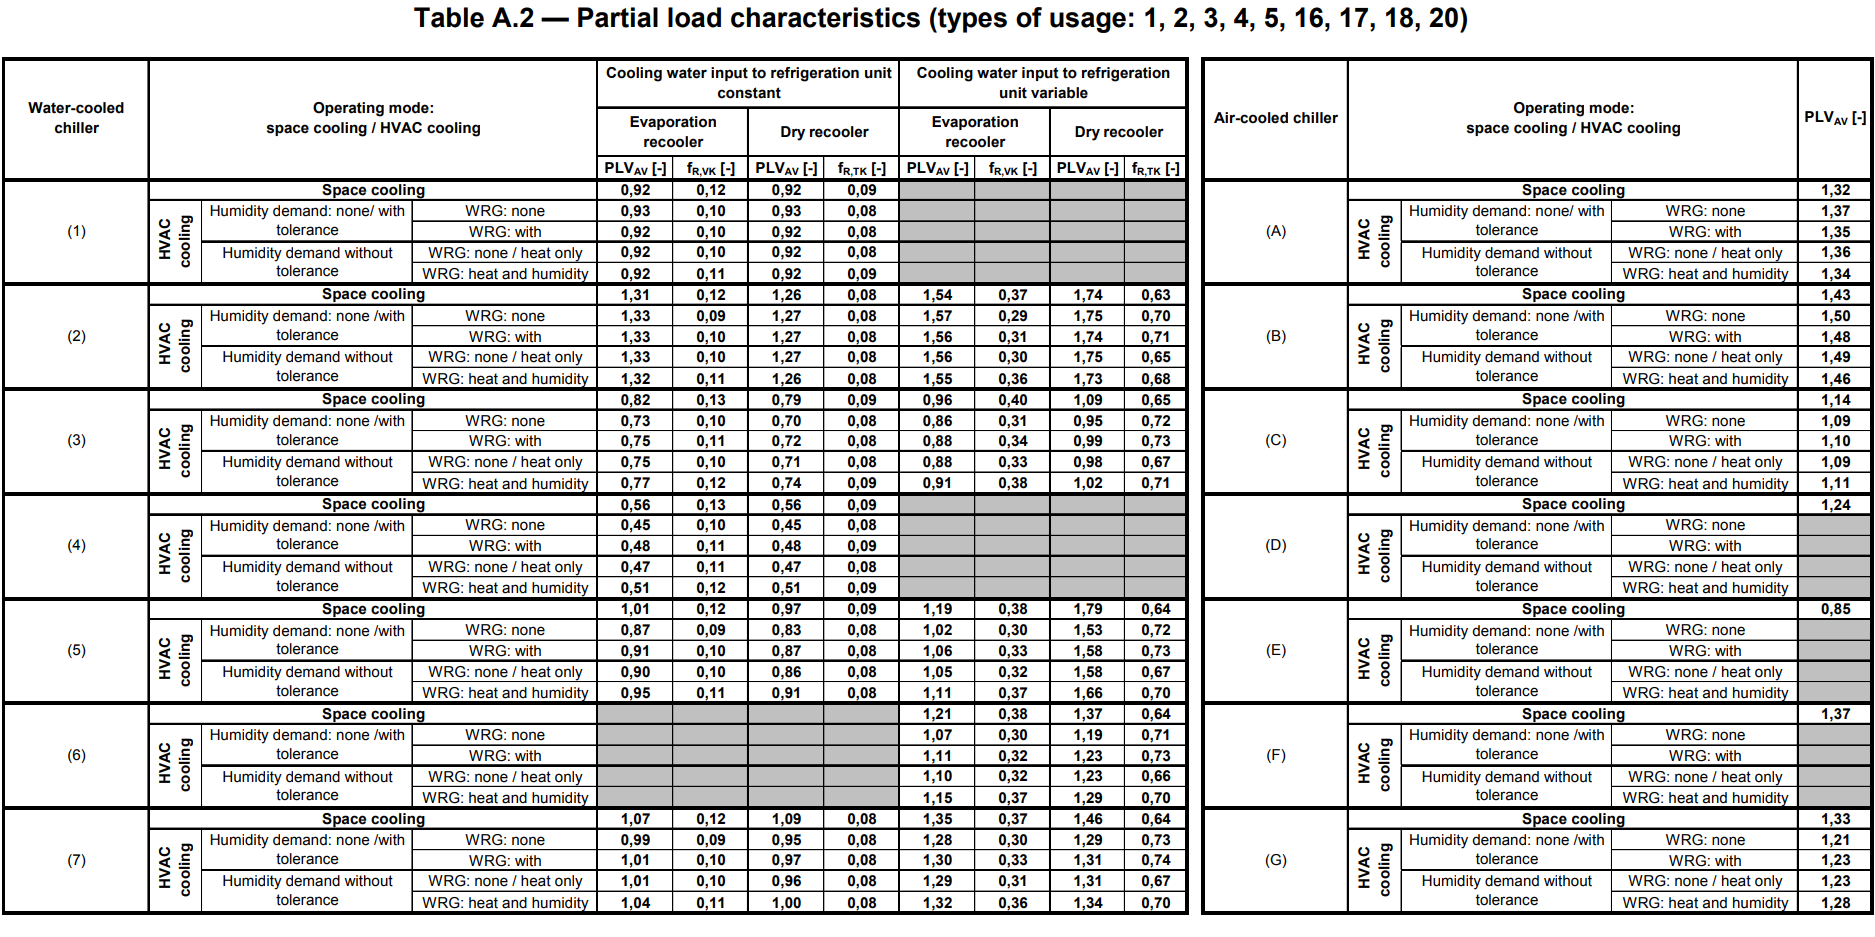 Table A.2 — Partial load characteristics (types of usage: 1, 2, 3, 4, 5, 16, 17, 18, 20)
Water-cooled chiller | Operating mode: space cooling / HVAC cooling | Cooling water input to refrigeration unit constant | Cooling water input to refrigeration unit variable
Evaporation recooler | Dry recooler | Evaporation recooler | Dry recooler
PLVAV [-] | fR,VK [-] | PLVAV [-] | fR,TK [-] | PLVAV [-] | fR,VK [-] | PLVAV [-] | fR,TK [-]
(1) | Space cooling | 0,92 | 0,12 | 0,92 | 0,09
HVAC cooling | Humidity demand: none/ with tolerance | WRG: none | 0,93 | 0,10 | 0,93 | 0,08
WRG: with | 0,92 | 0,10 | 0,92 | 0,08
Humidity demand without tolerance | WRG: none / heat only | 0,92 | 0,10 | 0,92 | 0,08
WRG: heat and humidity | 0,92 | 0,11 | 0,92 | 0,09
(2) | Space cooling | 1,31 | 0,12 | 1,26 | 0,08 | 1,54 | 0,37 | 1,74 | 0,63
HVAC cooling | Humidity demand: none /with tolerance | WRG: none | 1,33 | 0,09 | 1,27 | 0,08 | 1,57 | 0,29 | 1,75 | 0,70
WRG: with | 1,33 | 0,10 | 1,27 | 0,08 | 1,56 | 0,31 | 1,74 | 0,71
Humidity demand without tolerance | WRG: none / heat only | 1,33 | 0,10 | 1,27 | 0,08 | 1,56 | 0,30 | 1,75 | 0,65
WRG: heat and humidity | 1,32 | 0,11 | 1,26 | 0,08 | 1,55 | 0,36 | 1,73 | 0,68
(3) | Space cooling | 0,82 | 0,13 | 0,79 | 0,09 | 0,96 | 0,40 | 1,09 | 0,65
HVAC cooling | Humidity demand: none /with tolerance | WRG: none | 0,73 | 0,10 | 0,70 | 0,08 | 0,86 | 0,31 | 0,95 | 0,72
WRG: with | 0,75 | 0,11 | 0,72 | 0,08 | 0,88 | 0,34 | 0,99 | 0,73
Humidity demand without tolerance | WRG: none / heat only | 0,75 | 0,10 | 0,71 | 0,08 | 0,88 | 0,33 | 0,98 | 0,67
WRG: heat and humidity | 0,77 | 0,12 | 0,74 | 0,09 | 0,91 | 0,38 | 1,02 | 0,71
(4) | Space cooling | 0,56 | 0,13 | 0,56 | 0,09
HVAC cooling | Humidity demand: none /with tolerance | WRG: none | 0,45 | 0,10 | 0,45 | 0,08
WRG: with | 0,48 | 0,11 | 0,48 | 0,09
Humidity demand without tolerance | WRG: none / heat only | 0,47 | 0,11 | 0,47 | 0,08
WRG: heat and humidity | 0,51 | 0,12 | 0,51 | 0,09
(5) | Space cooling | 1,01 | 0,12 | 0,97 | 0,09 | 1,19 | 0,38 | 1,79 | 0,64
HVAC cooling | Humidity demand: none /with tolerance | WRG: none | 0,87 | 0,09 | 0,83 | 0,08 | 1,02 | 0,30 | 1,53 | 0,72
WRG: with | 0,91 | 0,10 | 0,87 | 0,08 | 1,06 | 0,33 | 1,58 | 0,73
Humidity demand without tolerance | WRG: none / heat only | 0,90 | 0,10 | 0,86 | 0,08 | 1,05 | 0,32 | 1,58 | 0,67
WRG: heat and humidity | 0,95 | 0,11 | 0,91 | 0,08 | 1,11 | 0,37 | 1,66 | 0,70
(6) | Space cooling | 1,21 | 0,38 | 1,37 | 0,64
HVAC cooling | Humidity demand: none /with tolerance | WRG: none | 1,07 | 0,30 | 1,19 | 0,71
WRG: with | 1,11 | 0,32 | 1,23 | 0,73
Humidity demand without tolerance | WRG: none / heat only | 1,10 | 0,32 | 1,23 | 0,66
WRG: heat and humidity | 1,15 | 0,37 | 1,29 | 0,70
(7) | Space cooling | 1,07 | 0,12 | 1,09 | 0,08 | 1,35 | 0,37 | 1,46 | 0,64
HVAC cooling | Humidity demand: none /with tolerance | WRG: none | 0,99 | 0,09 | 0,95 | 0,08 | 1,28 | 0,30 | 1,29 | 0,73
WRG: with | 1,01 | 0,10 | 0,97 | 0,08 | 1,30 | 0,33 | 1,31 | 0,74
Humidity demand without tolerance | WRG: none / heat only | 1,01 | 0,10 | 0,96 | 0,08 | 1,29 | 0,31 | 1,31 | 0,67
WRG: heat and humidity | 1,04 | 0,11 | 1,00 | 0,08 | 1,32 | 0,36 | 1,34 | 0,70
Air-cooled chiller | Operating mode: space cooling / HVAC cooling | PLVAV [-]
(A) | Space cooling | 1,32
HVAC cooling | Humidity demand: none/ with tolerance | WRG: none | 1,37
WRG: with | 1,35
Humidity demand without tolerance | WRG: none / heat only | 1,36
WRG: heat and humidity | 1,34
(B) | Space cooling | 1,43
HVAC cooling | Humidity demand: none /with tolerance | WRG: none | 1,50
WRG: with | 1,48
Humidity demand without tolerance | WRG: none / heat only | 1,49
WRG: heat and humidity | 1,46
(C) | Space cooling | 1,14
HVAC cooling | Humidity demand: none /with tolerance | WRG: none | 1,09
WRG: with | 1,10
Humidity demand without tolerance | WRG: none / heat only | 1,09
WRG: heat and humidity | 1,11
(D) | Space cooling | 1,24
HVAC cooling | Humidity demand: none /with tolerance | WRG: none
WRG: with
Humidity demand without tolerance | WRG: none / heat only
WRG: heat and humidity
(E) | Space cooling | 0,85
HVAC cooling | Humidity demand: none /with tolerance | WRG: none
WRG: with
Humidity demand without tolerance | WRG: none / heat only
WRG: heat and humidity
(F) | Space cooling | 1,37
HVAC cooling | Humidity demand: none /with tolerance | WRG: none
WRG: with
Humidity demand without tolerance | WRG: none / heat only
WRG: heat and humidity
(G) | Space cooling | 1,33
HVAC cooling | Humidity demand: none /with tolerance | WRG: none | 1,21
WRG: with | 1,23
Humidity demand without tolerance | WRG: none / heat only | 1,23
WRG: heat and humidity | 1,28